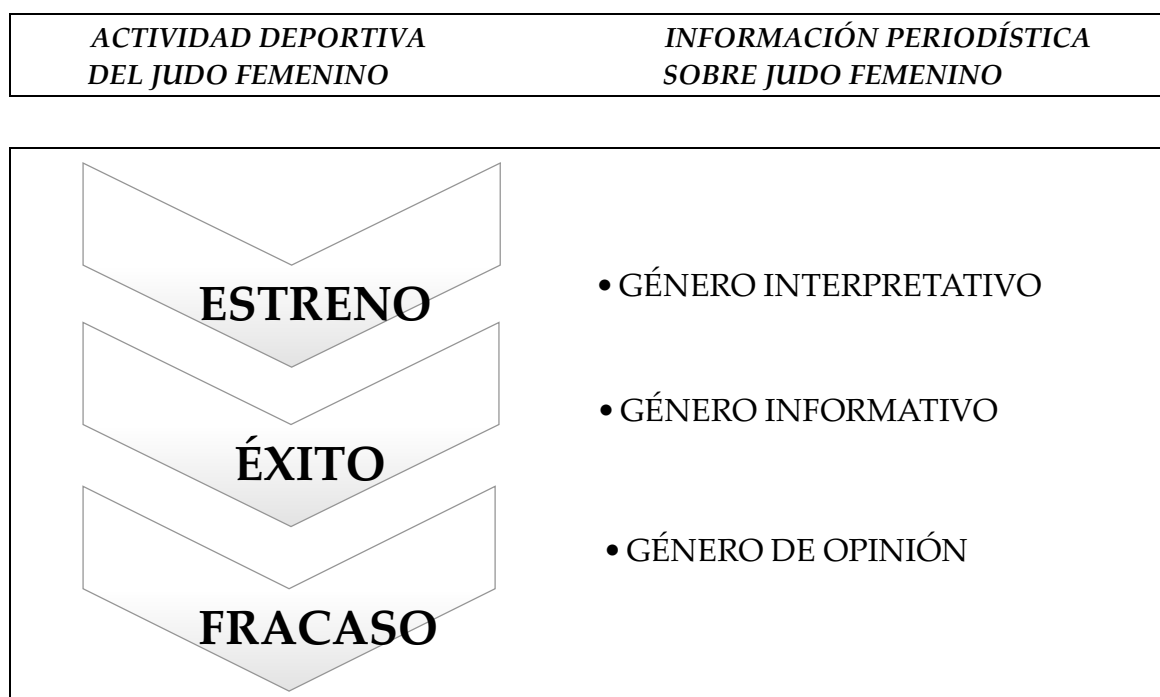 ACTIVIDAD DEPORTIVA
DEL JUDO FEMENINO
INFORMACIÓN PERIODÍSTICA
SOBRE JUDO FEMENINO
ESTRENO
• GÉNERO INTERPRETATIVO
ÉXITO
• GÉNERO INFORMATIVO
FRACASO
• GÉNERO DE OPINIÓN